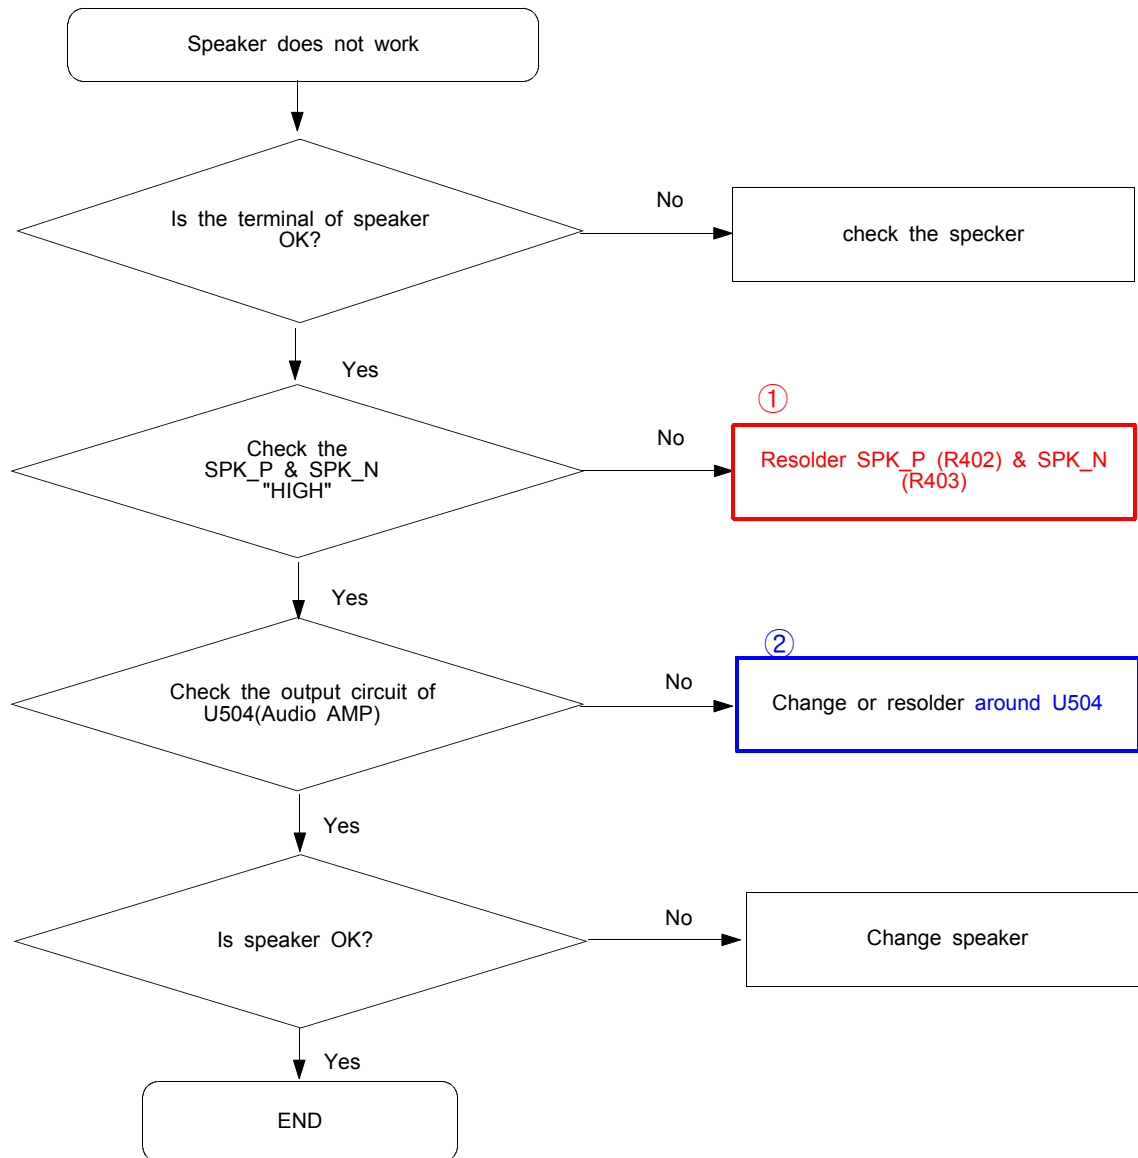 Speaker does not work
Is the terminal of speaker
OK?
No
check the specker
Yes
Check the
SPK_P & SPK_N
"HIGH"
No
①
Resolder SPK_P (R402) & SPK_N
(R403)
Yes
Check the output circuit of
U504(Audio AMP)
No
②
Change or resolder around U504
Yes
Is speaker OK?
No
Change speaker
Yes
END